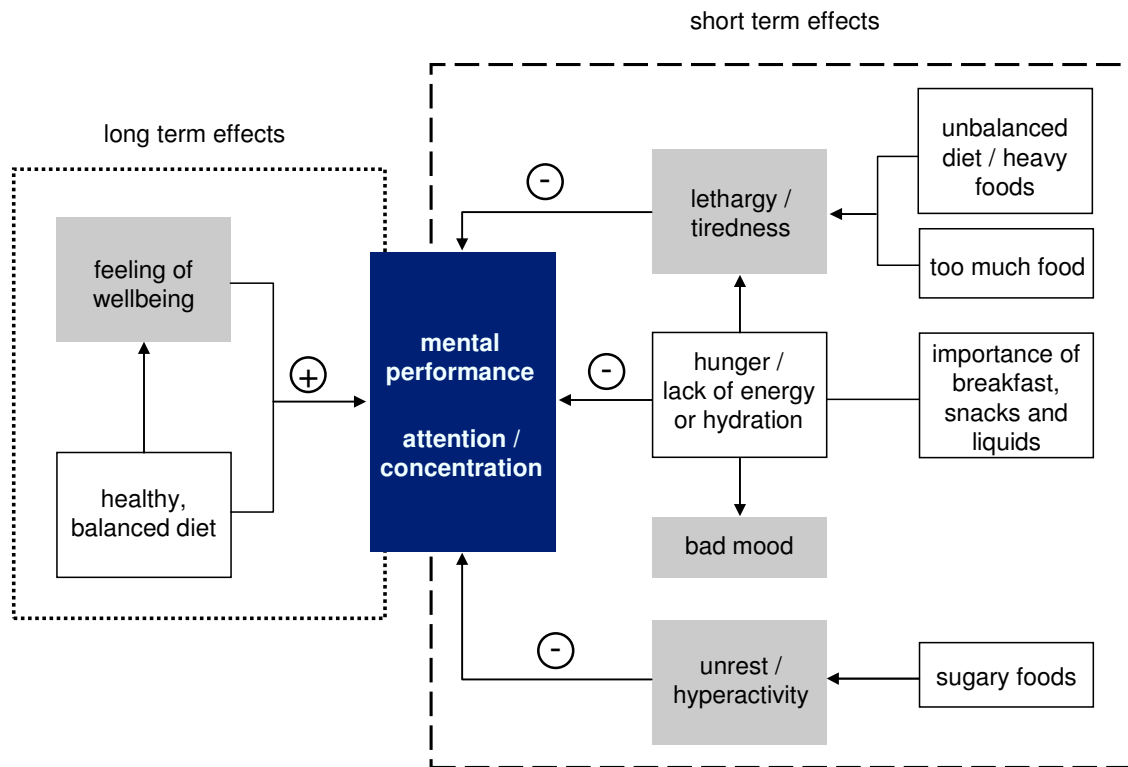 short term effects
long term effects
unbalanced
diet / heavy
foods
-
lethargy /
tiredness
too much food
feeling of
wellbeing
mental
performance
attention /
concentration
+
-
hunger /
lack of energy
or hydration
importance of
breakfast,
snacks and
liquids
healthy,
balanced diet
bad mood
-
unrest /
hyperactivity
sugary foods